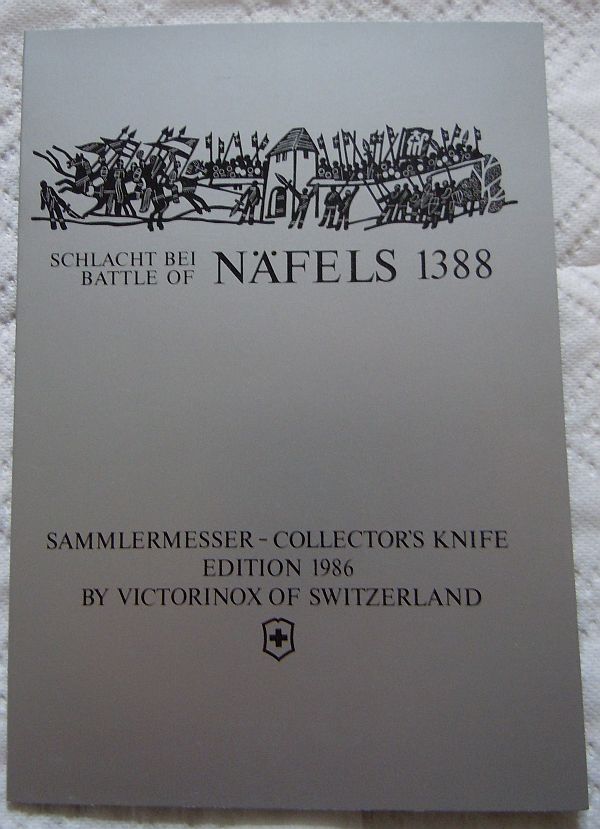 SCHLACHT BEI
BATTLE OF
NÄFELS 1388
SAMMLERMESSER - COLLECTOR'S KNIFE
EDITION 1986
BY VICTORINOX OF SWITZERLAND